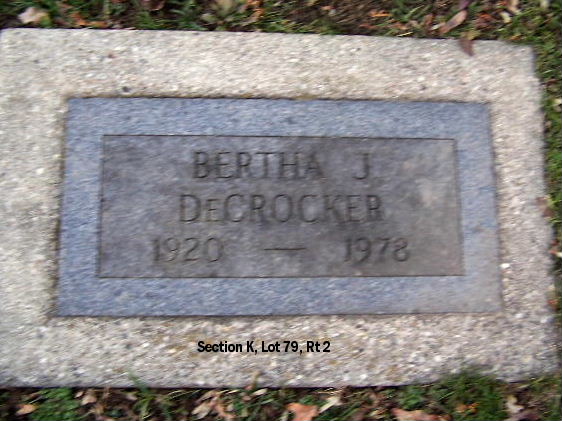 BERTHA J.
DeCROCKER
1920 — 1978
Section K, Lot 79, Rt 2